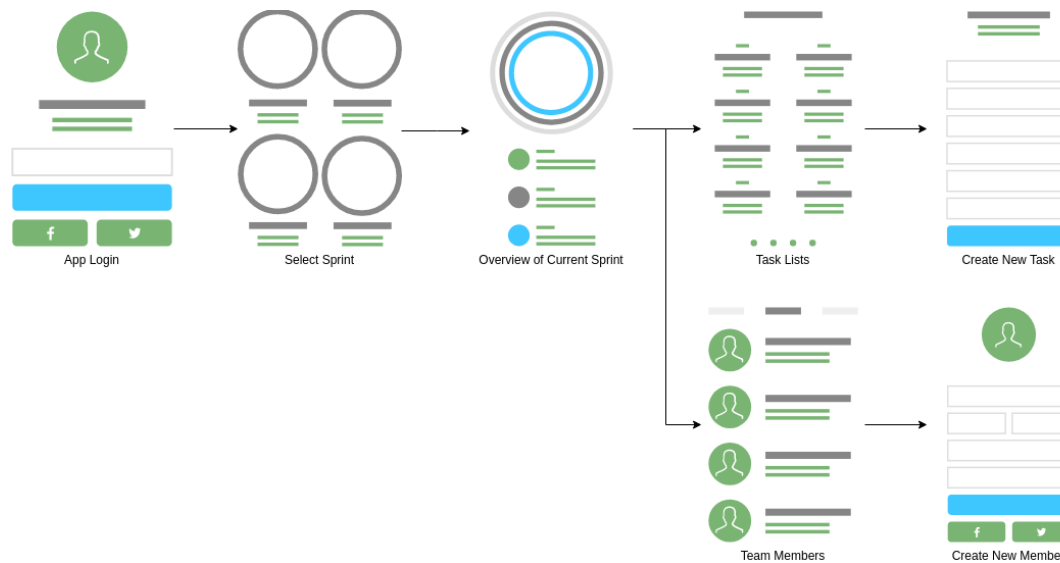 App Login
Select Sprint
Overview of Current Sprint
Task Lists
Create New Task
Team Members
Create New Membe